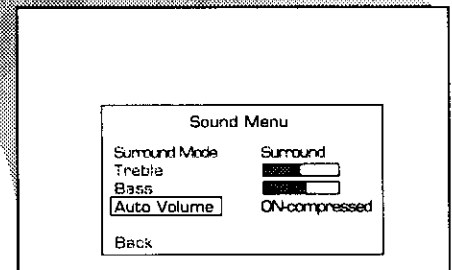 Sound Menu
Surround Mode Surround
Treble
Bass
Auto Volume ON-compressed
Back